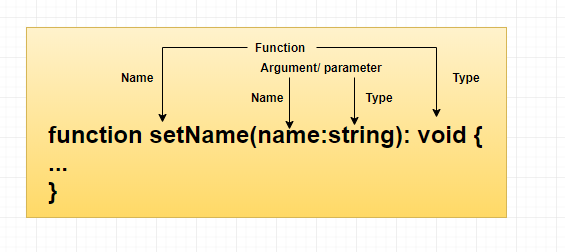 Function
Argument/ parameter
Name
Type
Name
Type
function setName(name:string): void {
...
}